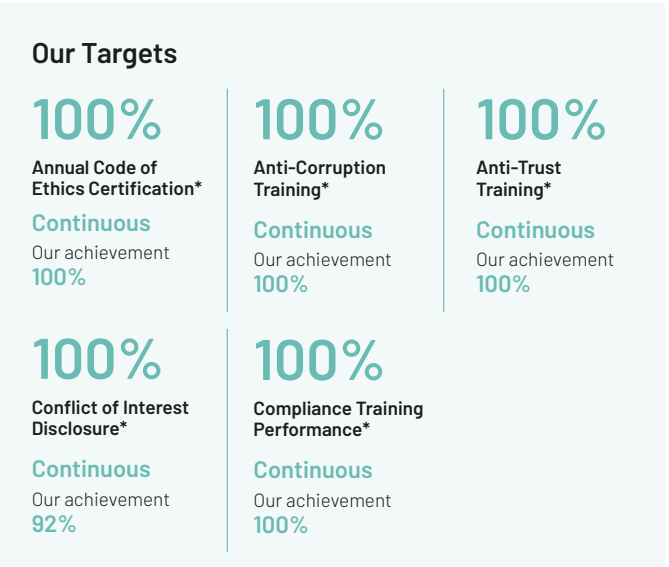 Our Targets
100%
Annual Code of
Ethics Certification*
Continuous
Our achievement
100%
100%
Anti-Corruption
Training*
Continuous
Our achievement
100%
100%
Anti-Trust
Training*
Continuous
Our achievement
100%
100%
Conflict of Interest
Disclosure*
Continuous
Our achievement
92%
100%
Compliance Training
Performance*
Continuous
Our achievement
100%